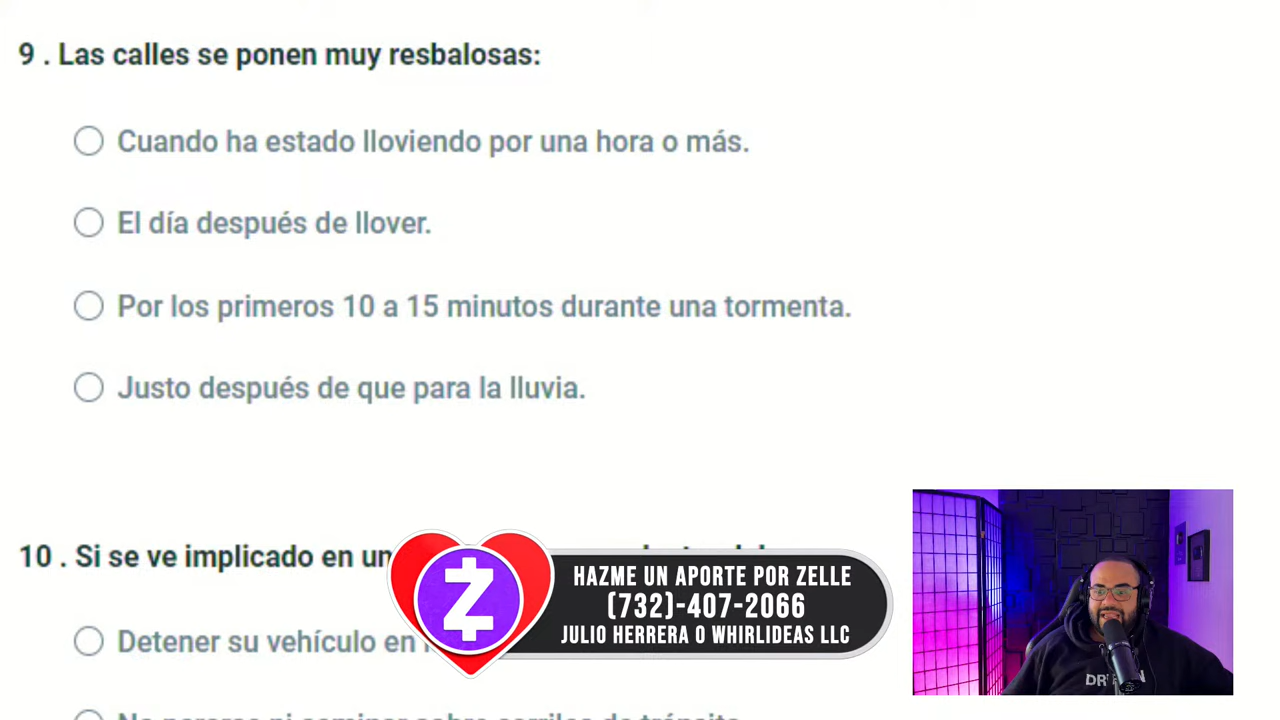 9 . Las calles se ponen muy resbalosas:
Cuando ha estado lloviendo por una hora o más.
El día después de llover.
Por los primeros 10 a 15 minutos durante una tormenta.
Justo después de que para la lluvia.
10 . Si se ve implicado en un
HAZME UN APORTE POR ZELLE
(732)-407-2066
JULIO HERRERA O WHIRLIDEAS LLC
Detener su vehículo en